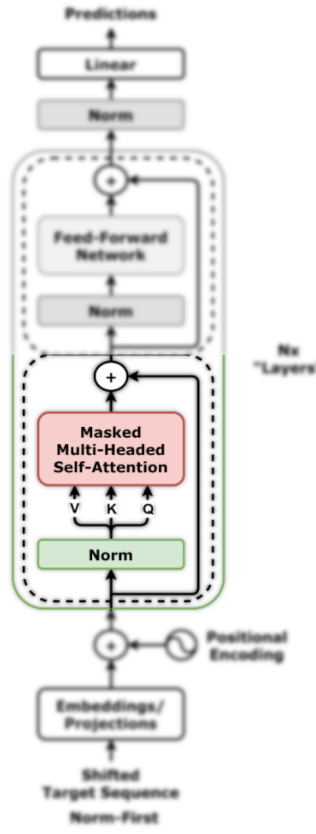 Predictions
Linear
Norm
+
Feed-Forward
Network
Norm
Nx
"Layers"
+
Masked
Multi-Headed
Self-Attention
V K Q
Norm
+
Positional
Encoding
Embeddings/
Projections
Shifted
Target Sequence
Norm-First